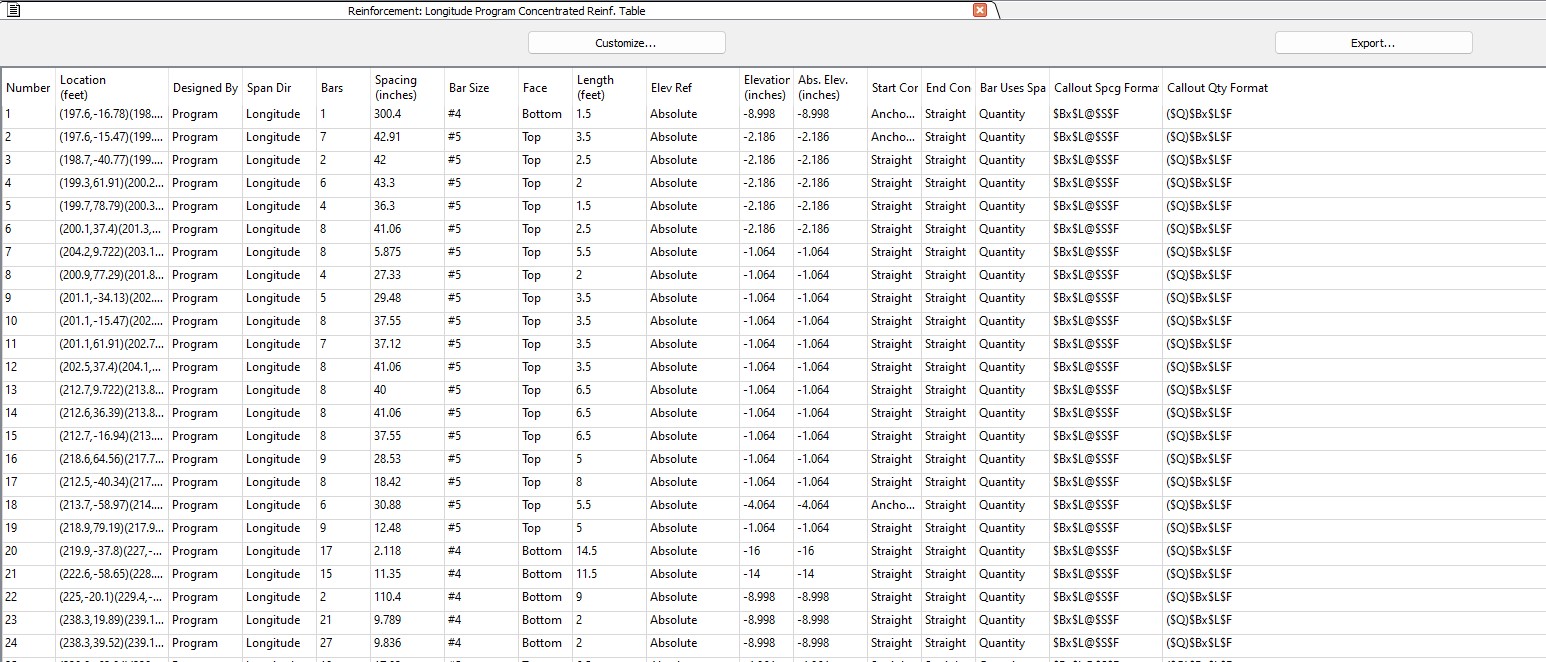 Reinforcement: Longitude Program Concentrated Reinf. Table
Customize... Export...
Number Location (feet) Designed By Span Dir Bars Spacing (inches) Bar Size Face Length (feet) Elev Ref Elevation (inches) Abs. Elev. (inches) Start Cor End Con Bar Uses Spa Callout Spcg Format Callout Qty Format
1 (197.6,-16.78)(198.... Program Longitude 1 300.4 #4 Bottom 1.5 Absolute -8.998 -8.998 Ancho... Straight Quantity $Bx$L@$S$F ($Q)$Bx$L$F
2 (197.6,-15.47)(199.... Program Longitude 7 42.91 #5 Top 3.5 Absolute -2.186 -2.186 Ancho... Straight Quantity $Bx$L@$S$F ($Q)$Bx$L$F
3 (198.7,-40.77)(199.... Program Longitude 2 42 #5 Top 2.5 Absolute -2.186 -2.186 Straight Straight Quantity $Bx$L@$S$F ($Q)$Bx$L$F
4 (199.3,61.91)(200.2... Program Longitude 6 43.3 #5 Top 2 Absolute -2.186 -2.186 Straight Straight Quantity $Bx$L@$S$F ($Q)$Bx$L$F
5 (199.7,78.79)(200.3... Program Longitude 4 36.3 #5 Top 1.5 Absolute -2.186 -2.186 Straight Straight Quantity $Bx$L@$S$F ($Q)$Bx$L$F
6 (200.1,37.4)(201.3,... Program Longitude 8 41.06 #5 Top 2.5 Absolute -2.186 -2.186 Straight Straight Quantity $Bx$L@$S$F ($Q)$Bx$L$F
7 (204.2,9.722)(203.1... Program Longitude 8 5.875 #5 Top 5.5 Absolute -1.064 -1.064 Straight Straight Quantity $Bx$L@$S$F ($Q)$Bx$L$F
8 (200.9,77.29)(201.8... Program Longitude 4 27.33 #5 Top 2 Absolute -1.064 -1.064 Straight Straight Quantity $Bx$L@$S$F ($Q)$Bx$L$F
9 (201.1,-34.13)(202.... Program Longitude 5 29.48 #5 Top 3.5 Absolute -1.064 -1.064 Straight Straight Quantity $Bx$L@$S$F ($Q)$Bx$L$F
10 (201.1,-15.47)(202.... Program Longitude 8 37.55 #5 Top 3.5 Absolute -1.064 -1.064 Straight Straight Quantity $Bx$L@$S$F ($Q)$Bx$L$F
11 (201.1,61.91)(202.7... Program Longitude 7 37.12 #5 Top 3.5 Absolute -1.064 -1.064 Straight Straight Quantity $Bx$L@$S$F ($Q)$Bx$L$F
12 (202.5,37.4)(204.1,... Program Longitude 8 41.06 #5 Top 3.5 Absolute -1.064 -1.064 Straight Straight Quantity $Bx$L@$S$F ($Q)$Bx$L$F
13 (212.7,9.722)(213.8... Program Longitude 8 40 #5 Top 6.5 Absolute -1.064 -1.064 Straight Straight Quantity $Bx$L@$S$F ($Q)$Bx$L$F
14 (212.6,36.39)(213.8... Program Longitude 8 41.06 #5 Top 6.5 Absolute -1.064 -1.064 Straight Straight Quantity $Bx$L@$S$F ($Q)$Bx$L$F
15 (212.7,-16.94)(213.... Program Longitude 8 37.55 #5 Top 6.5 Absolute -1.064 -1.064 Straight Straight Quantity $Bx$L@$S$F ($Q)$Bx$L$F
16 (218.6,64.56)(217.7... Program Longitude 9 28.53 #5 Top 5 Absolute -1.064 -1.064 Straight Straight Quantity $Bx$L@$S$F ($Q)$Bx$L$F
17 (212.5,-40.34)(217.... Program Longitude 8 18.42 #5 Top 8 Absolute -1.064 -1.064 Straight Straight Quantity $Bx$L@$S$F ($Q)$Bx$L$F
18 (213.7,-58.97)(214.... Program Longitude 6 30.88 #5 Top 5.5 Absolute -4.064 -4.064 Ancho... Straight Quantity $Bx$L@$S$F ($Q)$Bx$L$F
19 (218.9,79.19)(217.9... Program Longitude 9 12.48 #5 Top 5 Absolute -1.064 -1.064 Straight Straight Quantity $Bx$L@$S$F ($Q)$Bx$L$F
20 (219.9,-37.8)(227,-... Program Longitude 17 2.118 #4 Bottom 14.5 Absolute -16 -16 Straight Straight Quantity $Bx$L@$S$F ($Q)$Bx$L$F
21 (222.6,-58.65)(228.... Program Longitude 15 11.35 #4 Bottom 11.5 Absolute -14 -14 Straight Straight Quantity $Bx$L@$S$F ($Q)$Bx$L$F
22 (225,-20.1)(229.4,-... Program Longitude 2 110.4 #4 Bottom 9 Absolute -8.998 -8.998 Straight Straight Quantity $Bx$L@$S$F ($Q)$Bx$L$F
23 (238.3,19.89)(239.1... Program Longitude 21 9.789 #4 Bottom 2 Absolute -8.998 -8.998 Straight Straight Quantity $Bx$L@$S$F ($Q)$Bx$L$F
24 (238.3,39.52)(239.1... Program Longitude 27 9.836 #4 Bottom 2 Absolute -8.998 -8.998 Straight Straight Quantity $Bx$L@$S$F ($Q)$Bx$L$F